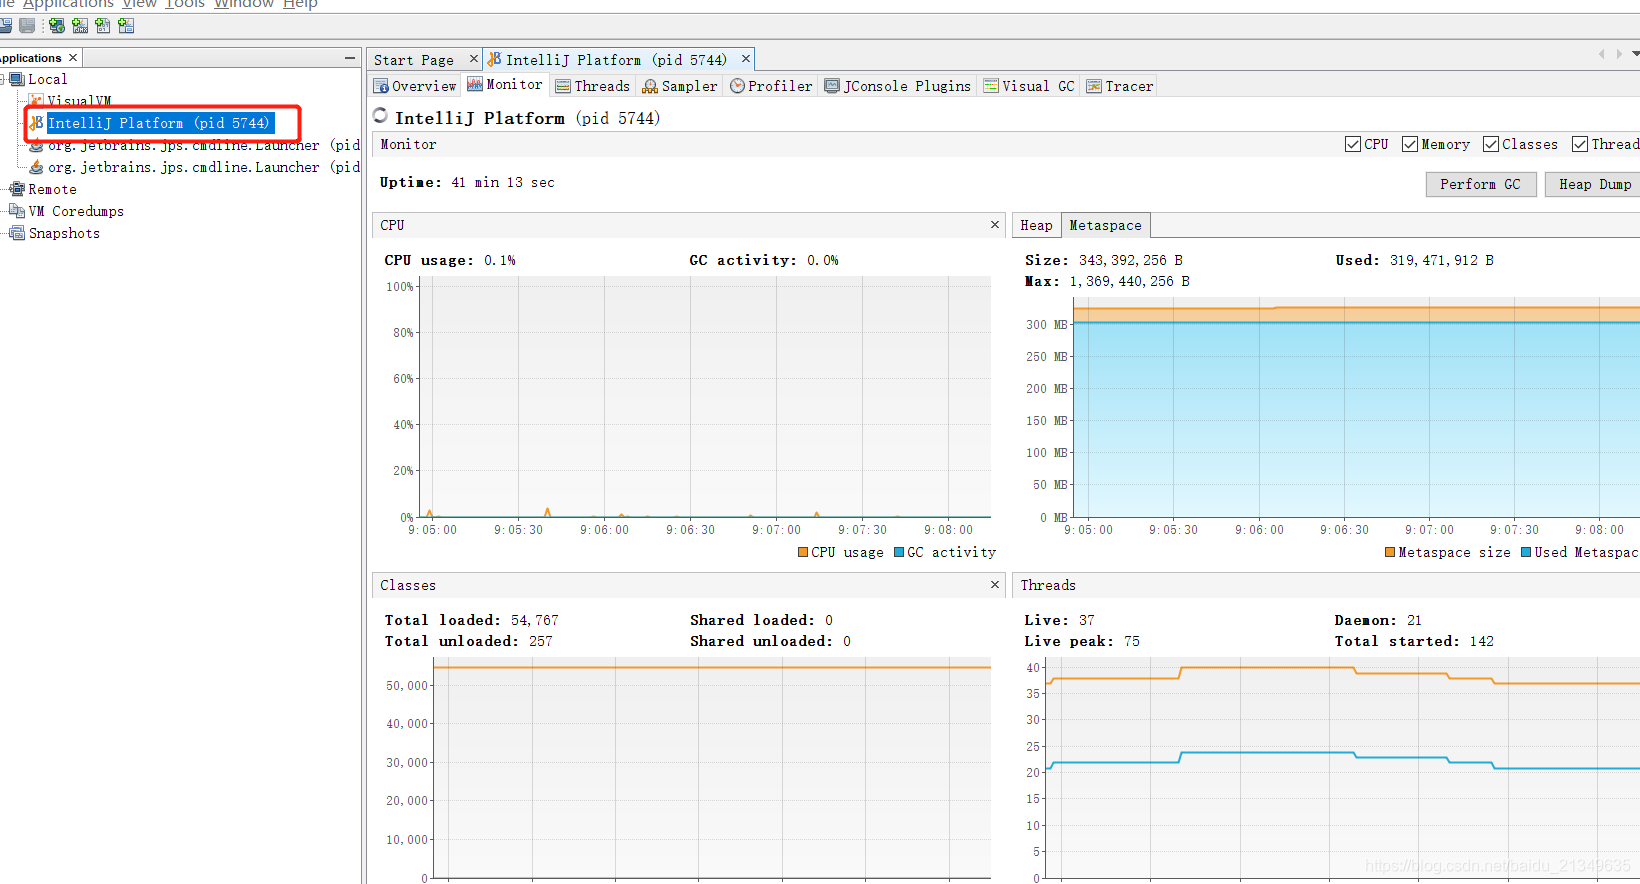 Applications View Tools Window Help
Applications
Local
VisualVM
IntelliJ Platform (pid 5744)
org.jetbrains.jps.cmdline.Launcher (pid
org.jetbrains.jps.cmdline.Launcher (pid
Remote
VM Coredumps
Snapshots
Start Page
IntelliJ Platform (pid 5744)
Overview Monitor Threads Sampler Profiler JConsole Plugins Visual GC Tracer
IntelliJ Platform (pid 5744)
Monitor
CPU Memory Classes Thread
Uptime: 41 min 13 sec
Perform GC Heap Dump
CPU
CPU usage: 0.1% GC activity: 0.0%
100%
80%
60%
40%
20%
0%
9:05:00 9:05:30 9:06:00 9:06:30 9:07:00 9:07:30 9:08:00
CPU usage GC activity
Heap Metaspace
Size: 343,392,256 B Used: 319,471,912 B
Max: 1,369,440,256 B
300 MB
250 MB
200 MB
150 MB
100 MB
50 MB
0 MB
9:05:00 9:05:30 9:06:00 9:06:30 9:07:00 9:07:30 9:08:00
Metaspace size Used Metaspac
Classes
Total loaded: 54,767 Shared loaded: 0
Total unloaded: 257 Shared unloaded: 0
50,000
40,000
30,000
20,000
10,000
0
Threads
Live: 37 Daemon: 21
Live peak: 75 Total started: 142
40
35
30
25
20
15
10
5
0
https://blog.csdn.net/baidu_21349635